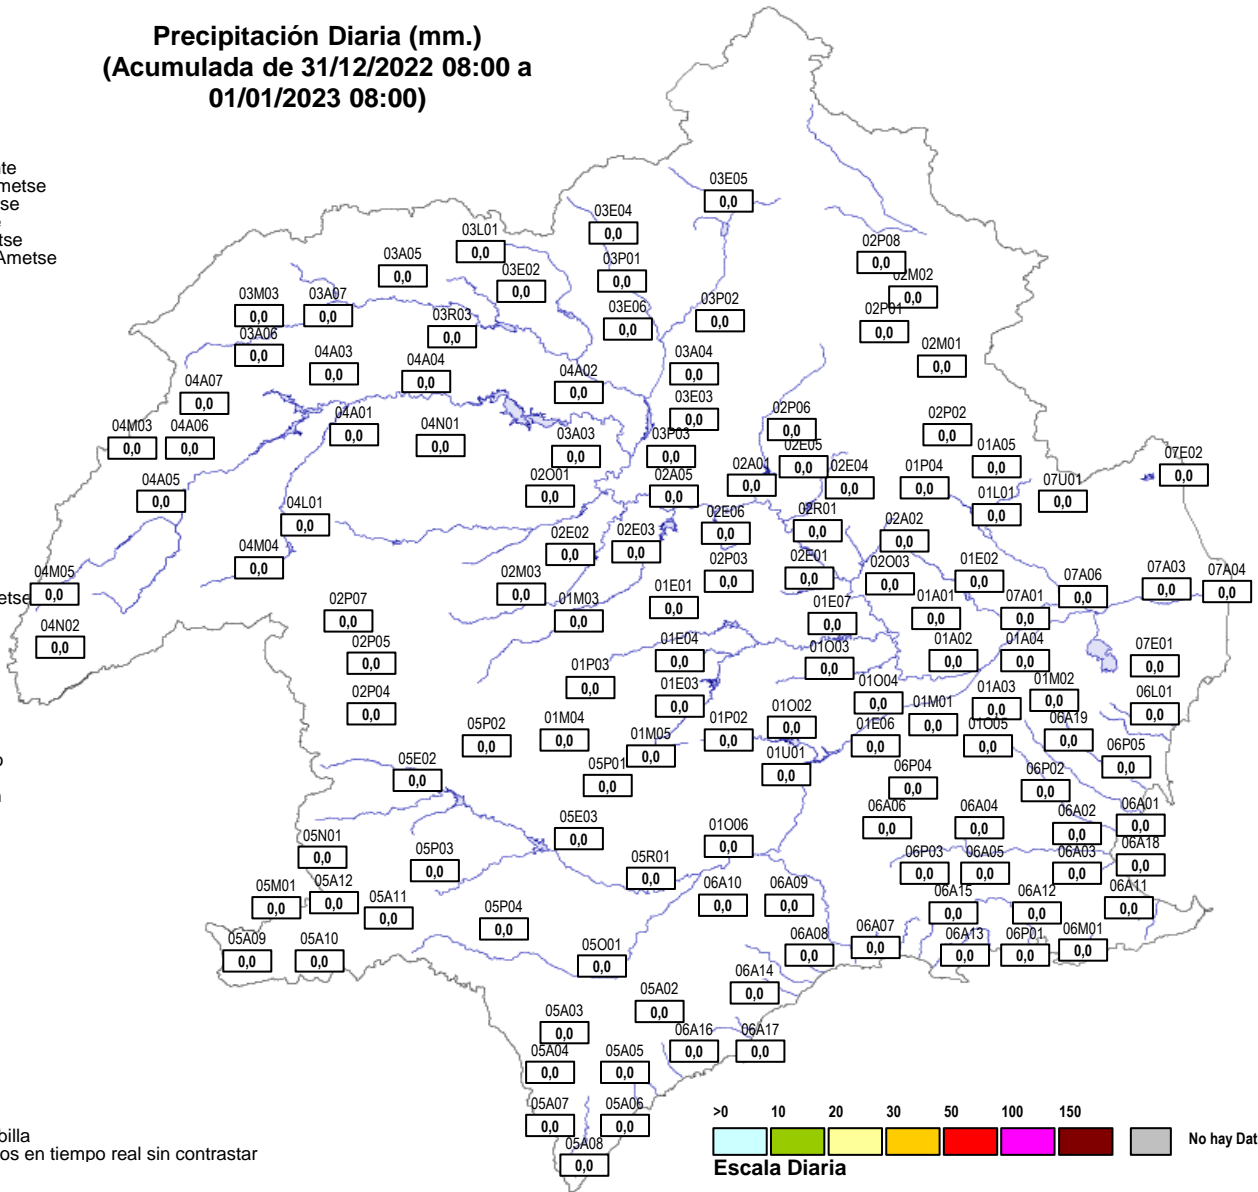 Precipitación Diaria (mm.)
(Acumulada de 31/12/2022 08:00 a
01/01/2023 08:00)
03E05
0,0
03E04
0,0
03L01
0,0
03A05
0,0
03E02
0,0
03P01
0,0
02P08
0,0
02M02
0,0
03M03
0,0
03A07
0,0
03R03
0,0
03E06
0,0
03P02
0,0
02P01
0,0
03A06
0,0
04A03
0,0
04A04
0,0
04A02
0,0
03A04
0,0
02M01
0,0
04A07
0,0
03E03
0,0
04M03
0,0
04A06
0,0
04A01
0,0
04N01
0,0
03A03
0,0
03P03
0,0
02P06
0,0
02E05
0,0
02P02
0,0
01A05
0,0
07E02
0,0
04A05
0,0
02O01
0,0
02A05
0,0
02A01
0,0
02E04
0,0
01P04
0,0
07U01
0,0
01L01
0,0
04L01
0,0
02E06
0,0
02R01
0,0
02A02
0,0
04M04
0,0
02E02
0,0
02E03
0,0
02P03
0,0
02E01
0,0
02O03
0,0
01E02
0,0
04M05
0,0
02M03
0,0
07A06
0,0
07A03
0,0
07A04
0,0
02P07
0,0
01M03
0,0
01E01
0,0
01E07
0,0
01A01
0,0
07A01
0,0
04N02
0,0
02P05
0,0
01E04
0,0
01O03
0,0
01A02
0,0
01A04
0,0
07E01
0,0
01P03
0,0
01E03
0,0
01O04
0,0
01A03
0,0
01M02
0,0
06L01
0,0
02P04
0,0
01M01
0,0
05P02
0,0
01M04
0,0
01M05
0,0
01P02
0,0
01O02
0,0
01E06
0,0
01O05
0,0
06A19
0,0
05E02
0,0
05P01
0,0
01U01
0,0
06P04
0,0
06P02
0,0
06P05
0,0
05E03
0,0
01O06
0,0
06A06
0,0
06A04
0,0
06A02
0,0
06A01
0,0
05N01
0,0
05P03
0,0
05R01
0,0
06P03
0,0
06A05
0,0
06A03
0,0
06A18
0,0
05M01
0,0
05A12
0,0
05A11
0,0
06A10
0,0
06A09
0,0
06A15
0,0
06A12
0,0
06A11
0,0
05P04
0,0
05A09
0,0
05A10
0,0
05O01
0,0
06A08
0,0
06A07
0,0
06A13
0,0
06P01
0,0
06M01
0,0
06A14
0,0
05A02
0,0
05A03
0,0
06A16
0,0
06A17
0,0
05A04
0,0
05A05
0,0
05A07
0,0
05A06
0,0
05A08
0,0
nte
metse
se
tse
Ametse
etse
billa
os en tiempo real sin contrastar
>0 10 20 30 50 100 150
No hay Dat
Escala Diaria